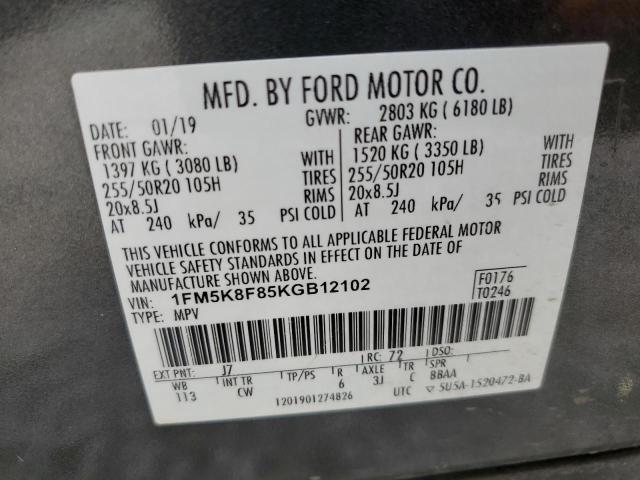 MFD. BY FORD MOTOR CO.
DATE: 01/19 GVWR: 2803 KG ( 6180 LB)
FRONT GAWR: REAR GAWR:
1397 KG ( 3080 LB) WITH 1520 KG ( 3350 LB) WITH
255/50R20 105H TIRES 255/50R20 105H TIRES
20x8.5J RIMS 20x8.5J RIMS
AT 240 kPa/ 35 PSI COLD AT 240 kPa/ 35 PSI COLD
THIS VEHICLE CONFORMS TO ALL APPLICABLE FEDERAL MOTOR
VEHICLE SAFETY STANDARDS IN EFFECT ON THE DATE OF
MANUFACTURE SHOWN ABOVE.
VIN: 1FM5K8F85KGB12102 F0176
TYPE: MPV T0246
EXT PNT: J7 RC: 72 DSO:
WB INT TR TP/PS R AXLE TR SPR
113 CW 6 3J C BBAA
1201901274826 UTC ▽ 5U5A-1520472-BA